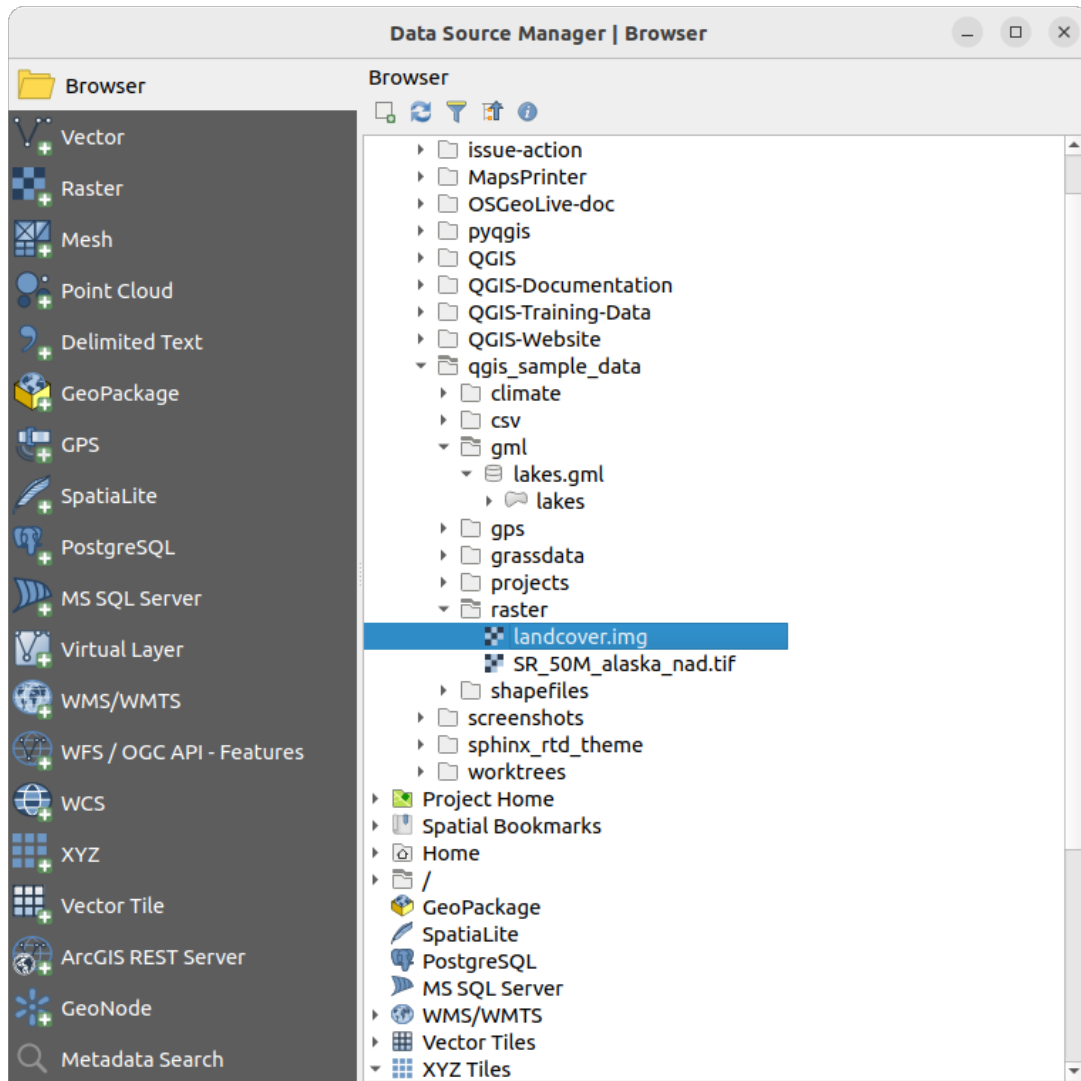 Data Source Manager | Browser
Browser
Vector
Raster
Mesh
Point Cloud
Delimited Text
GeoPackage
GPS
SpatiaLite
PostgreSQL
MS SQL Server
Virtual Layer
WMS/WMTS
WFS / OGC API - Features
WCS
XYZ
Vector Tile
ArcGIS REST Server
GeoNode
Metadata Search
Browser
issue-action
MapsPrinter
OSGeoLive-doc
pyqgis
QGIS
QGIS-Documentation
QGIS-Training-Data
QGIS-Website
qgis_sample_data
climate
csv
gml
lakes.gml
lakes
gps
grassdata
projects
raster
landcover.img
SR_50M_alaska_nad.tif
shapefiles
screenshots
sphinx_rtd_theme
worktrees
Project Home
Spatial Bookmarks
Home
/
GeoPackage
SpatiaLite
PostgreSQL
MS SQL Server
WMS/WMTS
Vector Tiles
XYZ Tiles